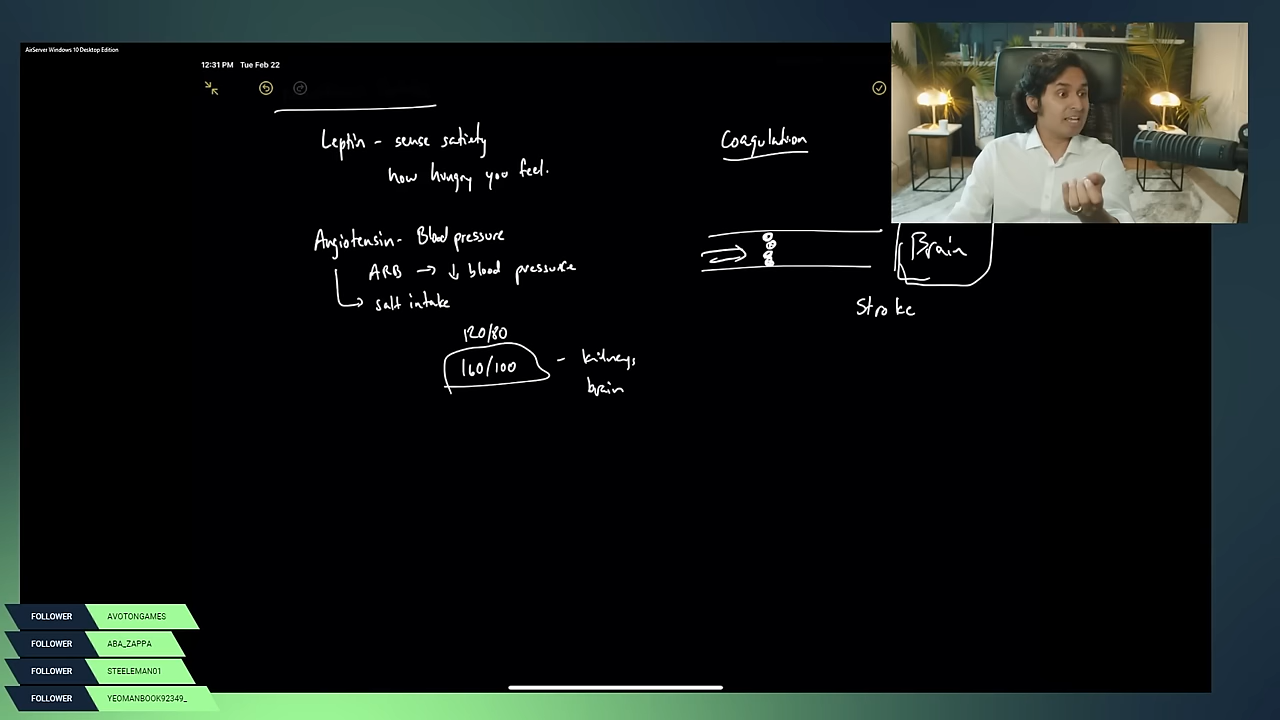 AirServer Windows 10 Desktop Edition
12:31 PM Tue Feb 22
Leptin - sense satiety
how hungry you feel.
Angiotensin - Blood pressure
ARB → ↓ blood pressure
↳ salt intake
120/80
160/100 - kidneys
brain
Coagulation
Brain
Stroke
FOLLOWER AVOTONGAMES
FOLLOWER ABA_ZAPPA
FOLLOWER STEELEMAN01
FOLLOWER YEOMANBOOK92349_